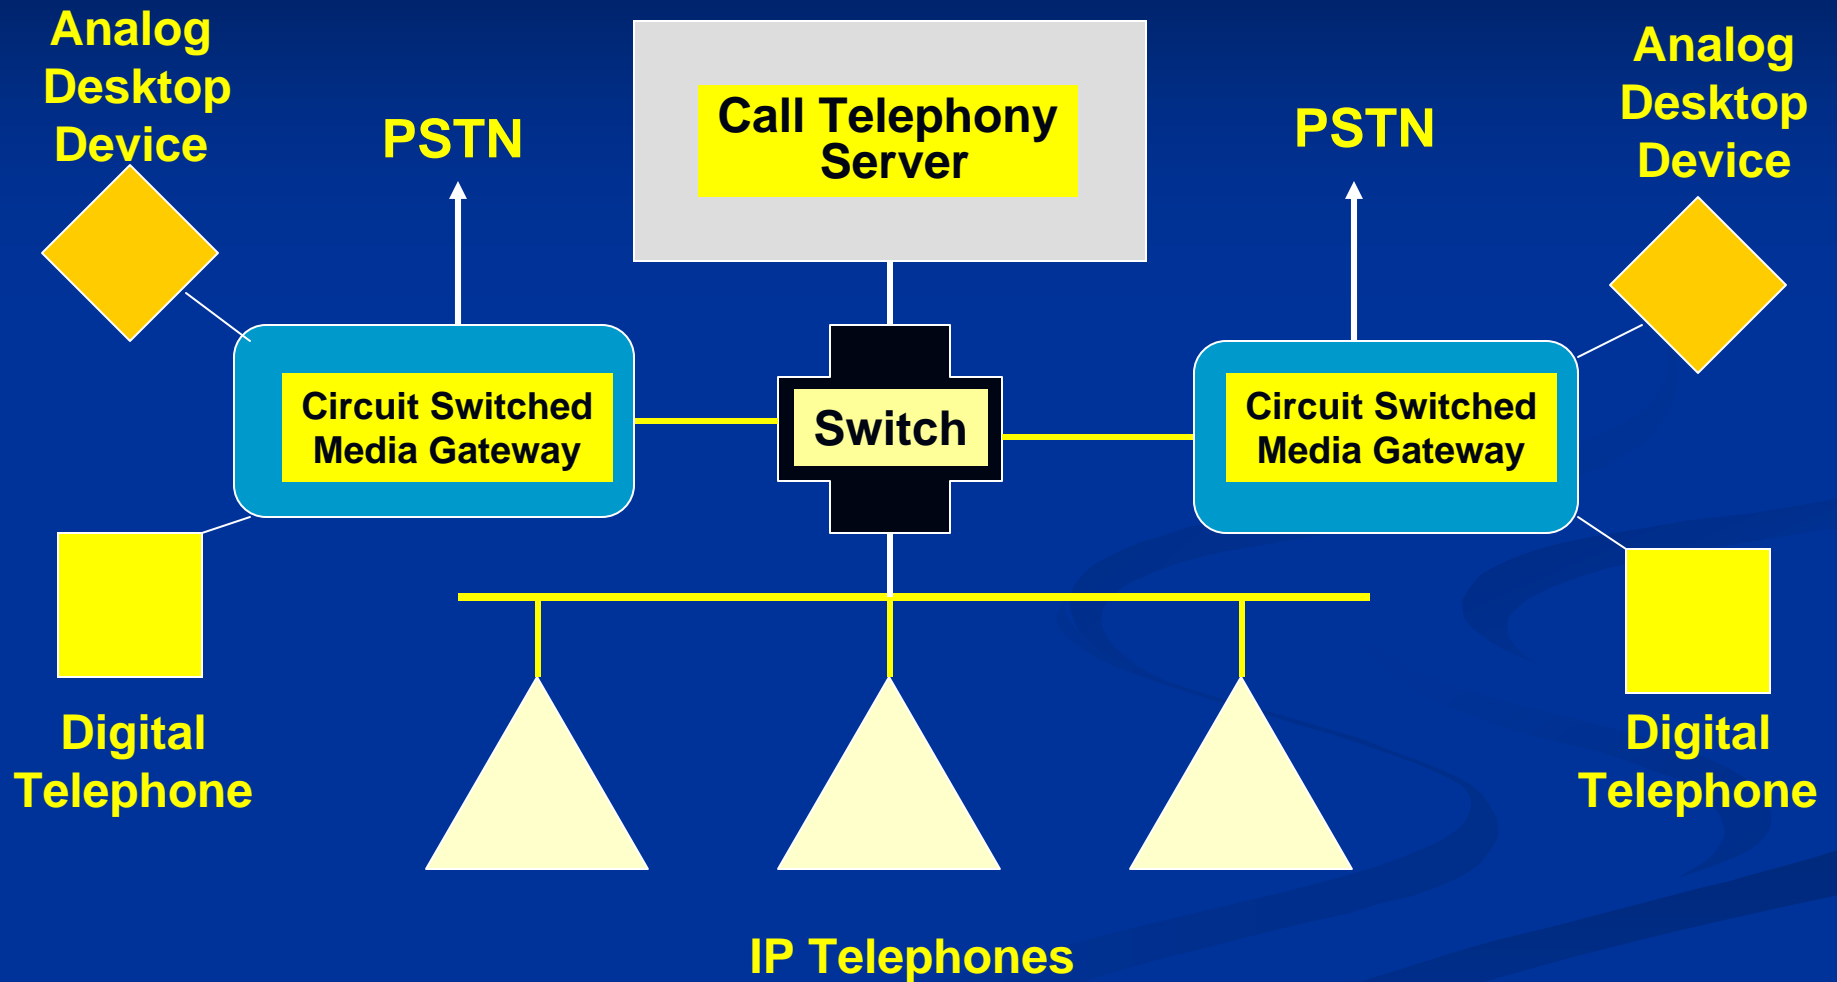 Analog
Desktop
Device
PSTN
Call Telephony
Server
PSTN
Analog
Desktop
Device
Circuit Switched
Media Gateway
Switch
Circuit Switched
Media Gateway
Digital
Telephone
Digital
Telephone
IP Telephones